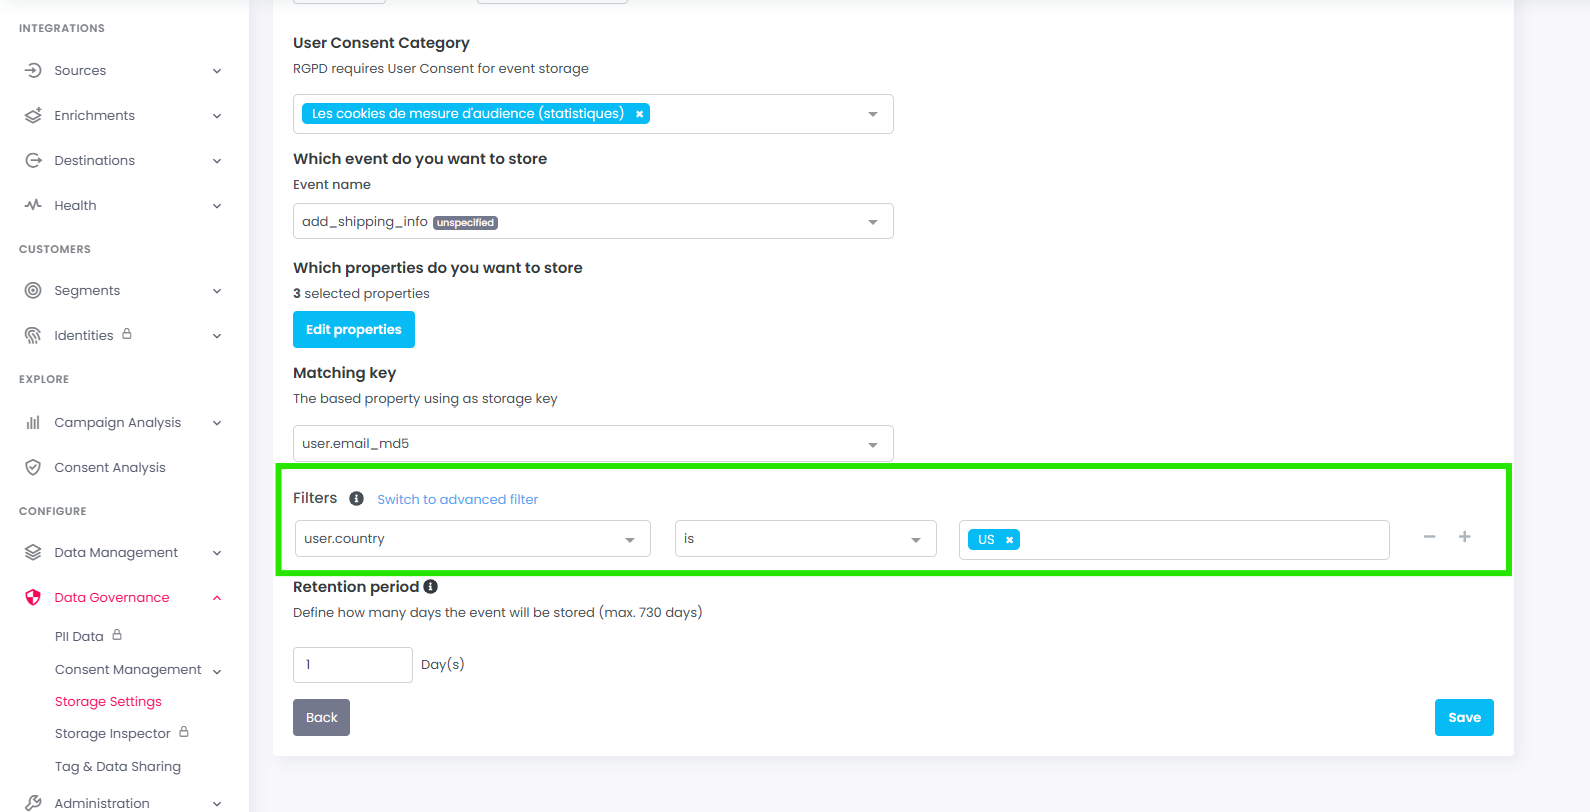 INTEGRATIONS
Sources
Enrichments
Destinations
Health
CUSTOMERS
Segments
Identities
EXPLORE
Campaign Analysis
Consent Analysis
CONFIGURE
Data Management
Data Governance
PII Data
Consent Management
Storage Settings
Storage Inspector
Tag & Data Sharing
Administration
User Consent Category
RGPD requires User Consent for event storage
Les cookies de mesure d'audience (statistiques) ×
Which event do you want to store
Event name
add_shipping_info unspecified
Which properties do you want to store
3 selected properties
Edit properties
Matching key
The based property using as storage key
user.email_md5
Filters Switch to advanced filter
user.country is US × − +
Retention period
Define how many days the event will be stored (max. 730 days)
1 Day(s)
Back Save